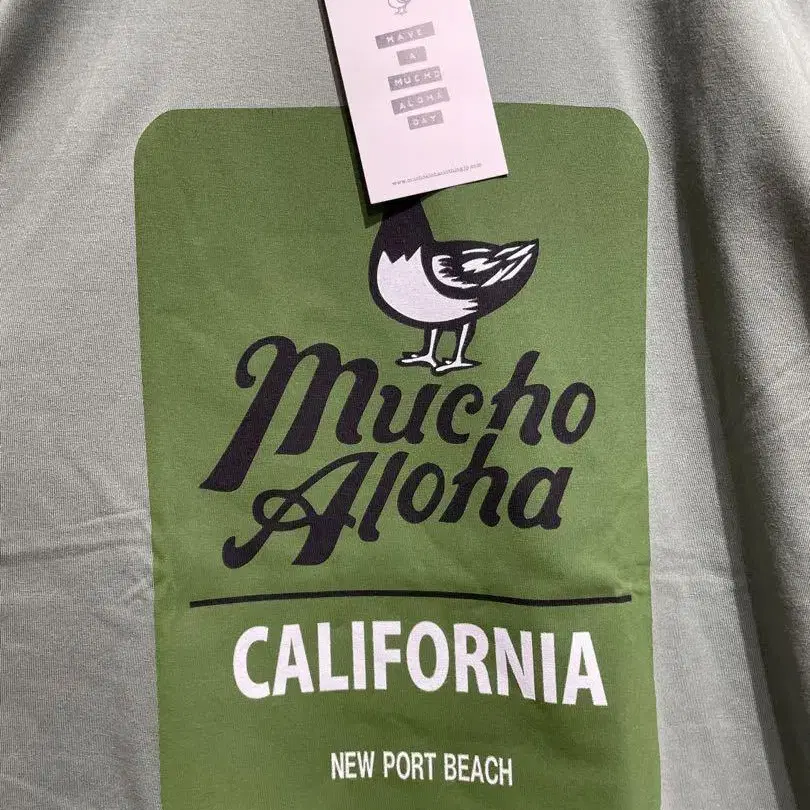 HAVE
A
MUCHO
ALOHA
DAY
Mucho
Aloha
CALIFORNIA
NEW PORT BEACH